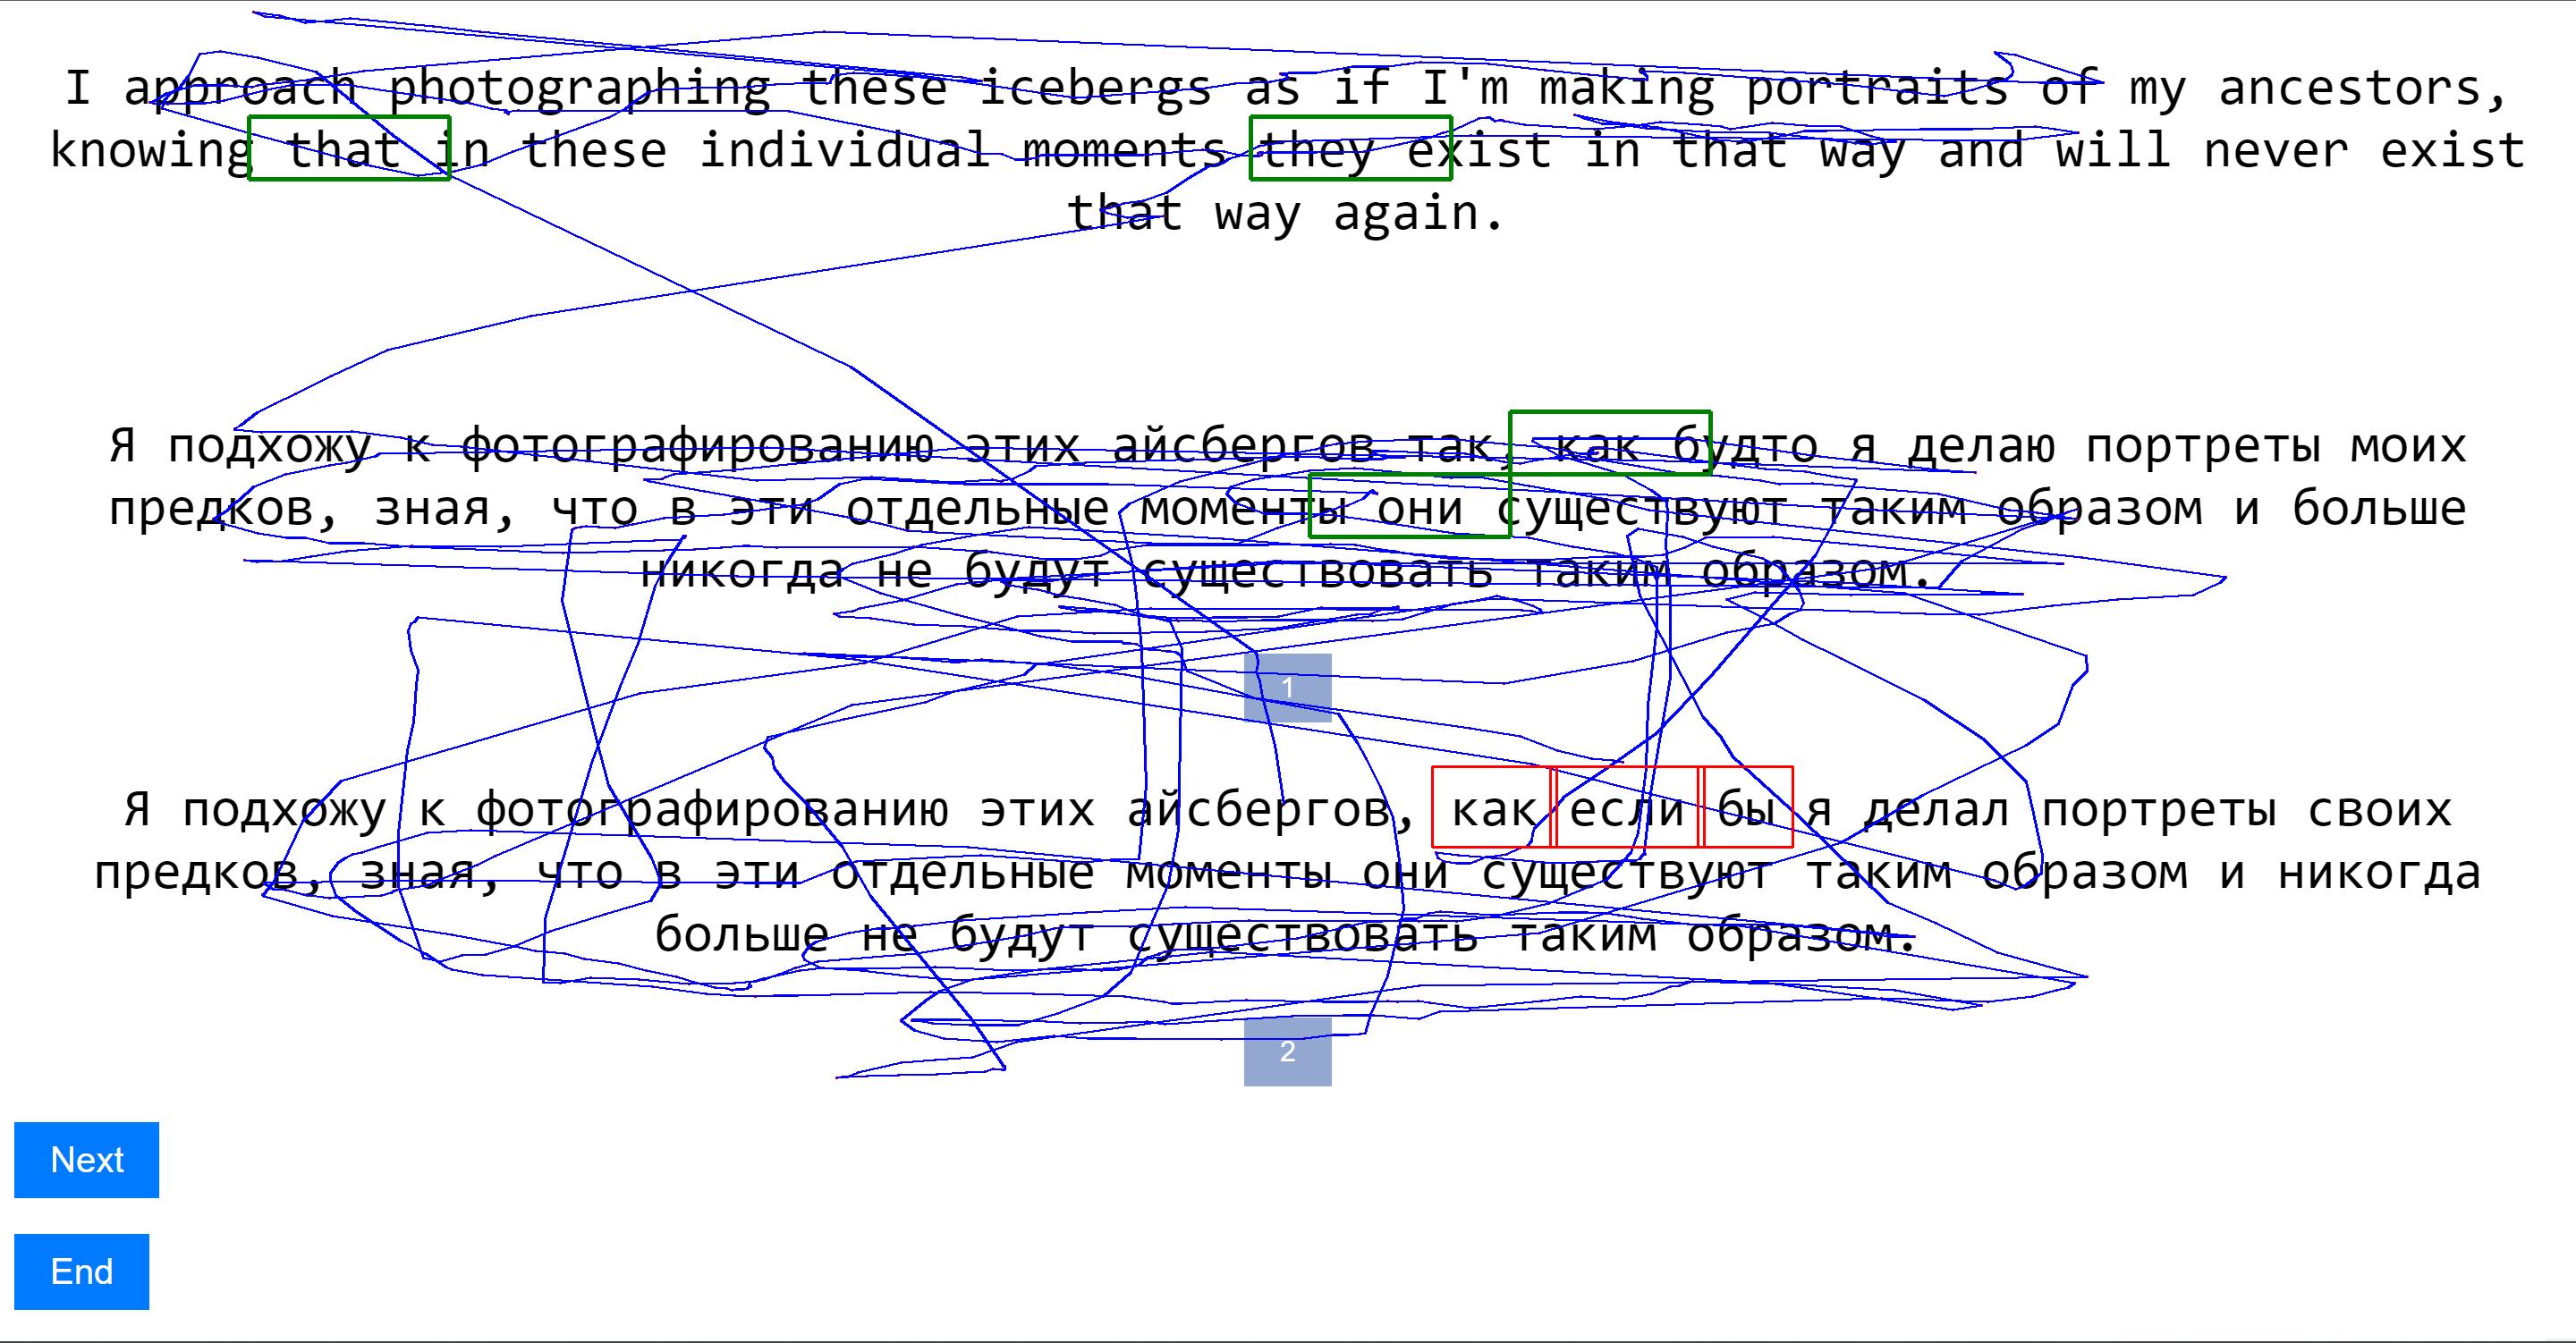 I approach photographing these icebergs as if I'm making portraits of my ancestors,
knowing that in these individual moments they exist in that way and will never exist
that way again.
Я подхожу к фотографированию этих айсбергов так, как будто я делаю портреты моих
предков, зная, что в эти отдельные моменты они существуют таким образом и больше
никогда не будут существовать таким образом.
1
Я подхожу к фотографированию этих айсбергов, как если бы я делал портреты своих
предков, зная, что в эти отдельные моменты они существуют таким образом и никогда
больше не будут существовать таким образом.
2
Next
End